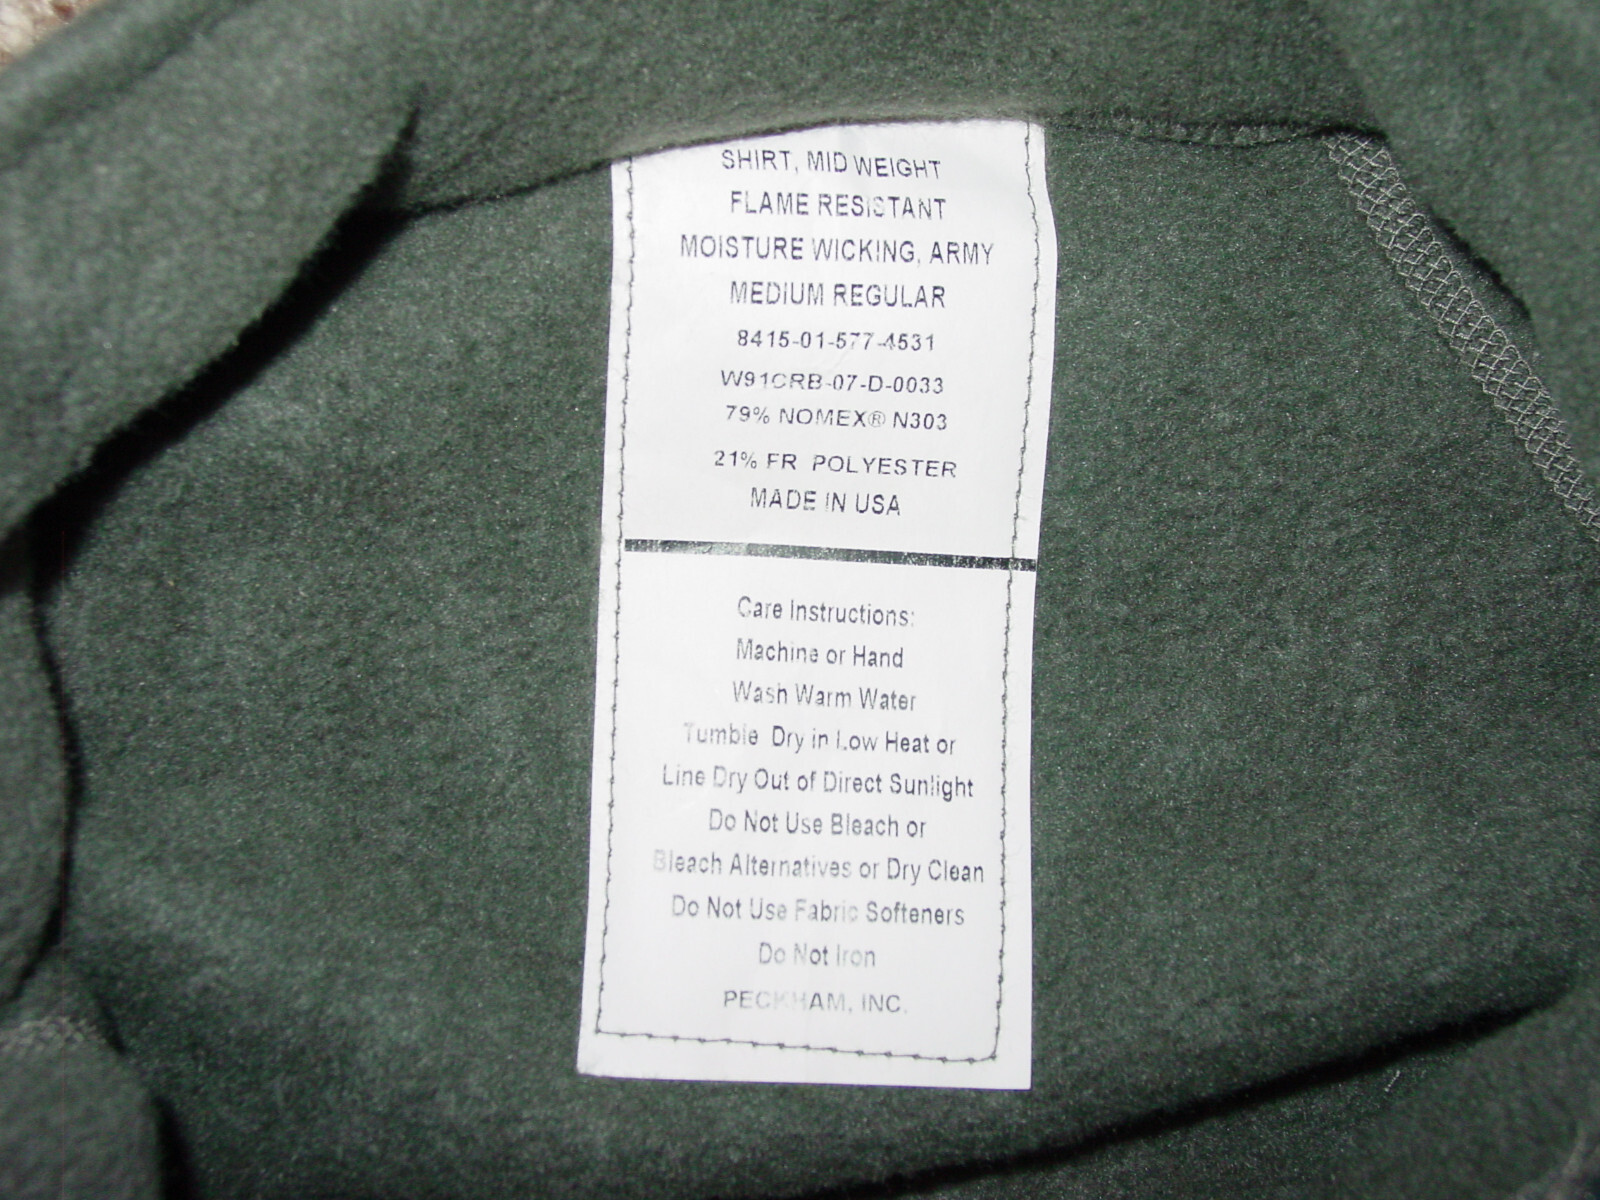 SHIRT, MID WEIGHT
FLAME RESISTANT
MOISTURE WICKING, ARMY
MEDIUM REGULAR
8415-01-577-4531
W91CRB-07-D-0033
79% NOMEX® N303
21% FR POLYESTER
MADE IN USA
Care Instructions:
Machine or Hand
Wash Warm Water
Tumble Dry in Low Heat or
Line Dry Out of Direct Sunlight
Do Not Use Bleach or
Bleach Alternatives or Dry Clean
Do Not Use Fabric Softeners
Do Not Iron
PECKHAM, INC.